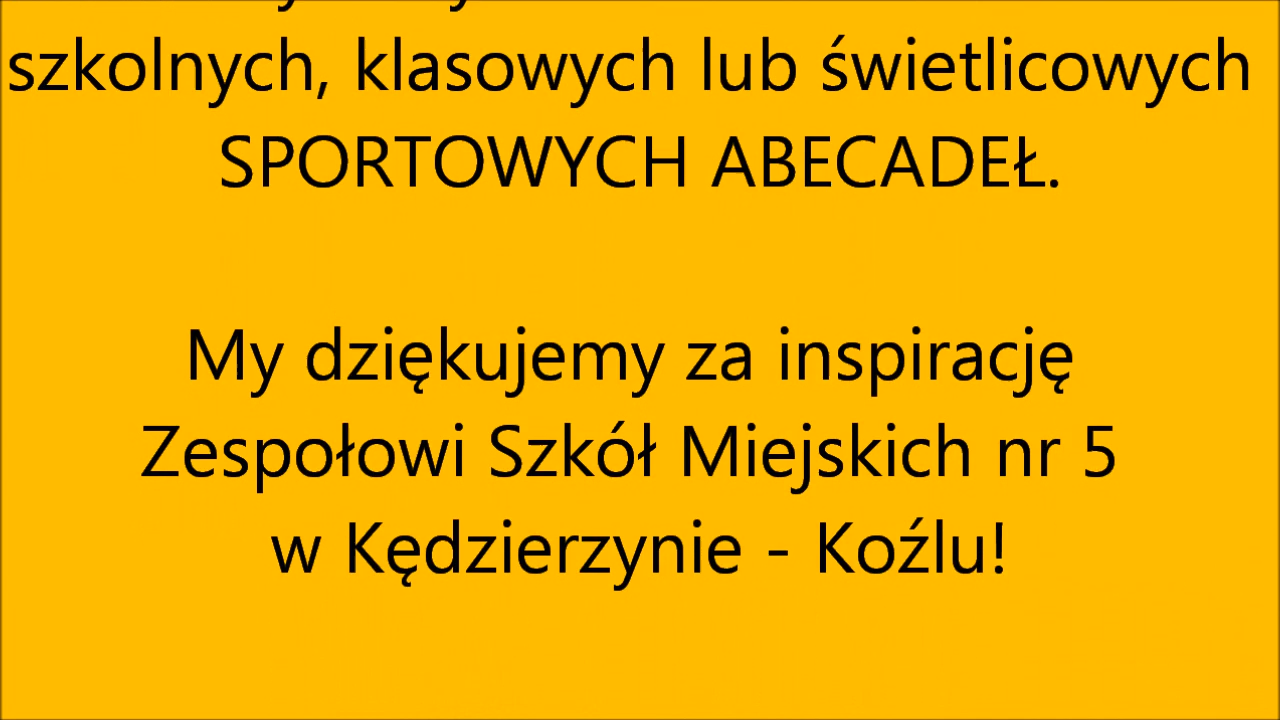 szkolnych, klasowych lub świetlicowych
SPORTOWYCH ABECADEŁ.
My dziękujemy za inspirację
Zespołowi Szkół Miejskich nr 5
w Kędzierzynie - Koźlu!